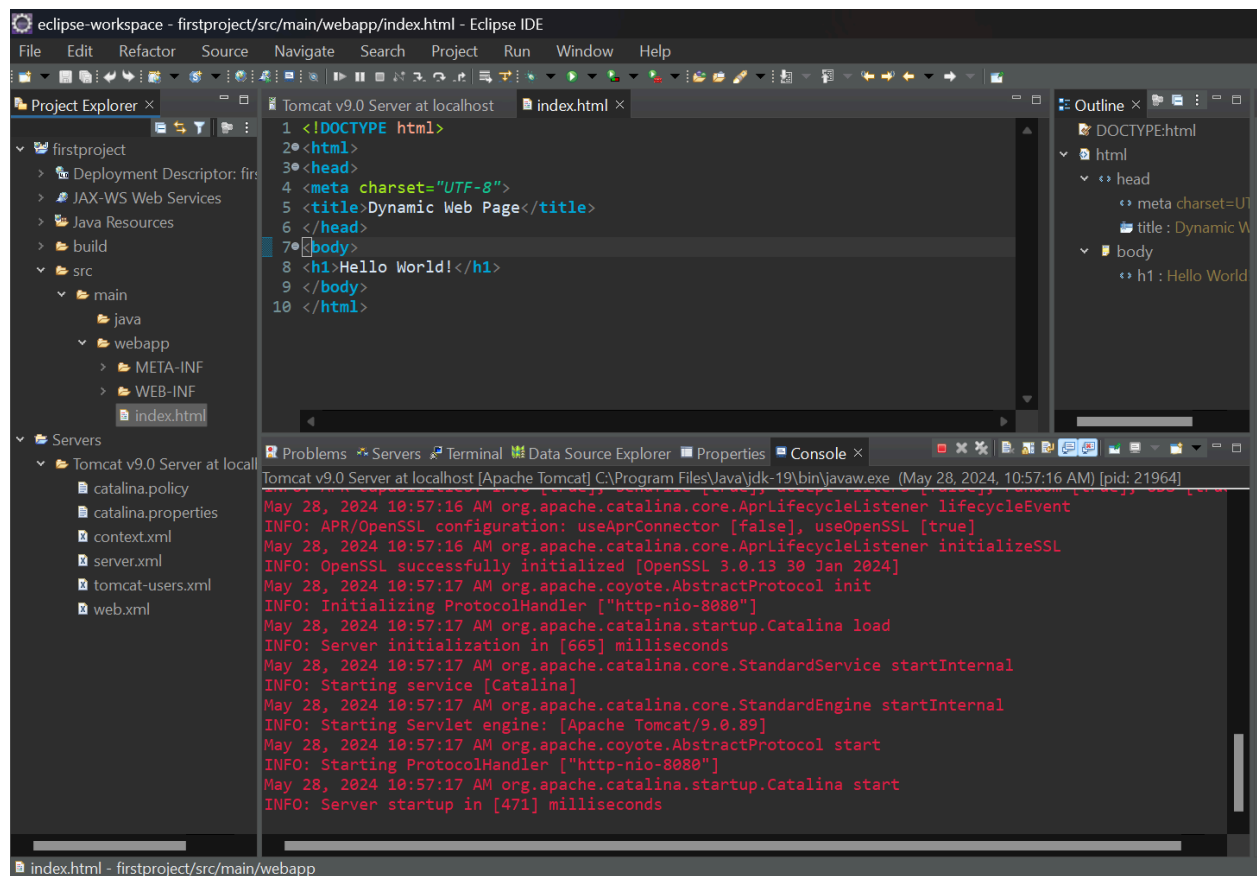 eclipse-workspace - firstproject/src/main/webapp/index.html - Eclipse IDE
File Edit Refactor Source Navigate Search Project Run Window Help
Project Explorer
firstproject
Deployment Descriptor: firs
JAX-WS Web Services
Java Resources
build
src
main
java
webapp
META-INF
WEB-INF
index.html
Servers
Tomcat v9.0 Server at locall
catalina.policy
catalina.properties
context.xml
server.xml
tomcat-users.xml
web.xml
Tomcat v9.0 Server at localhost index.html
1 <!DOCTYPE html>
2 <html>
3 <head>
4 <meta charset="UTF-8">
5 <title>Dynamic Web Page</title>
6 </head>
7 <body>
8 <h1>Hello World!</h1>
9 </body>
10 </html>
Outline
DOCTYPE:html
html
head
meta charset=UT
title : Dynamic W
body
h1 : Hello World
Problems Servers Terminal Data Source Explorer Properties Console
Tomcat v9.0 Server at localhost [Apache Tomcat] C:\Program Files\Java\jdk-19\bin\javaw.exe (May 28, 2024, 10:57:16 AM) [pid: 21964]
May 28, 2024 10:57:16 AM org.apache.catalina.core.AprLifecycleListener lifecycleEvent
INFO: APR/OpenSSL configuration: useAprConnector [false], useOpenSSL [true]
May 28, 2024 10:57:16 AM org.apache.catalina.core.AprLifecycleListener initializeSSL
INFO: OpenSSL successfully initialized [OpenSSL 3.0.13 30 Jan 2024]
May 28, 2024 10:57:17 AM org.apache.coyote.AbstractProtocol init
INFO: Initializing ProtocolHandler ["http-nio-8080"]
May 28, 2024 10:57:17 AM org.apache.catalina.startup.Catalina load
INFO: Server initialization in [665] milliseconds
May 28, 2024 10:57:17 AM org.apache.catalina.core.StandardService startInternal
INFO: Starting service [Catalina]
May 28, 2024 10:57:17 AM org.apache.catalina.core.StandardEngine startInternal
INFO: Starting Servlet engine: [Apache Tomcat/9.0.89]
May 28, 2024 10:57:17 AM org.apache.coyote.AbstractProtocol start
INFO: Starting ProtocolHandler ["http-nio-8080"]
May 28, 2024 10:57:17 AM org.apache.catalina.startup.Catalina start
INFO: Server startup in [471] milliseconds
index.html - firstproject/src/main/webapp